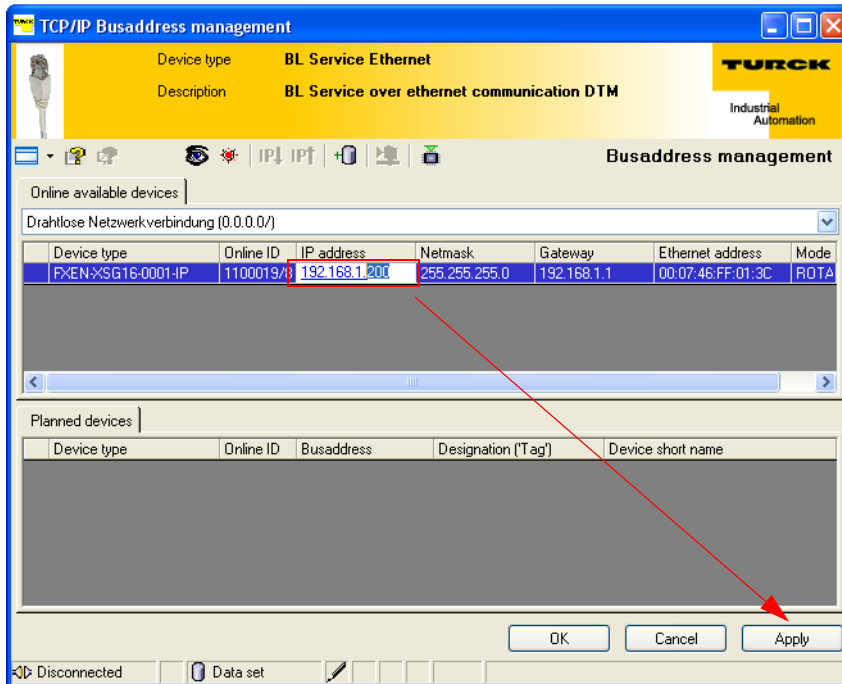 TURCK TCP/IP Busaddress management
Device type BL Service Ethernet
TURCK
Description BL Service over ethernet communication DTM
Industrial
Automation
IP IP Busaddress management
Online available devices
Drahtlose Netzwerkverbindung (0.0.0.0/)
Device type Online ID IP address Netmask Gateway Ethernet address Mode
FXEN-XSG16-0001-IP 1100019/ 192.168.1.200 255.255.255.0 192.168.1.1 00:07:46:FF:01:3C ROTA
Planned devices
Device type Online ID Busaddress Designation ('Tag') Device short name
OK Cancel Apply
Disconnected Data set